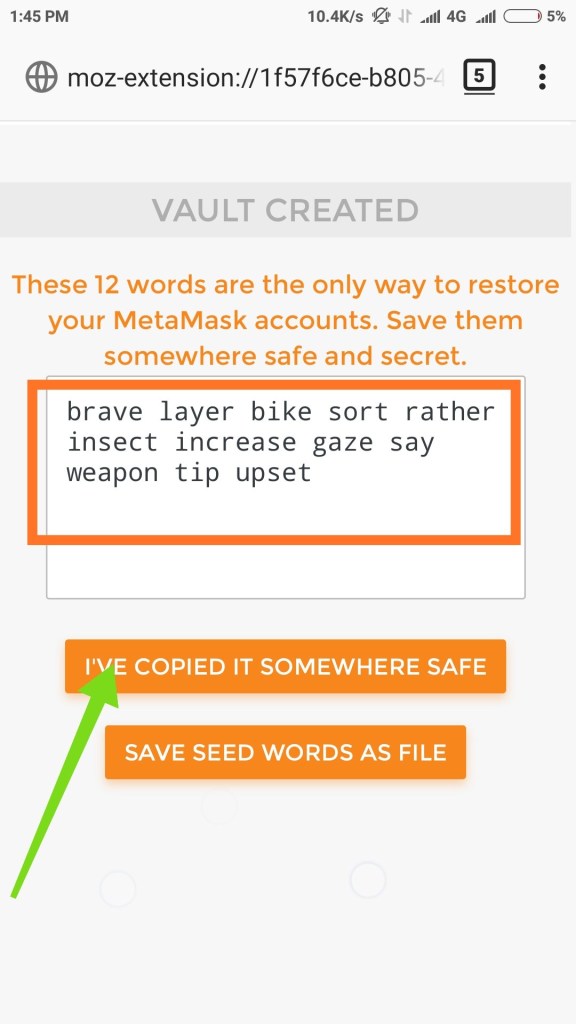 1:45 PM 10.4K/s 4G 5%
moz-extension://1f57f6ce-b805-4 5
VAULT CREATED
These 12 words are the only way to restore
your MetaMask accounts. Save them
somewhere safe and secret.
brave layer bike sort rather
insect increase gaze say
weapon tip upset
I'VE COPIED IT SOMEWHERE SAFE
SAVE SEED WORDS AS FILE